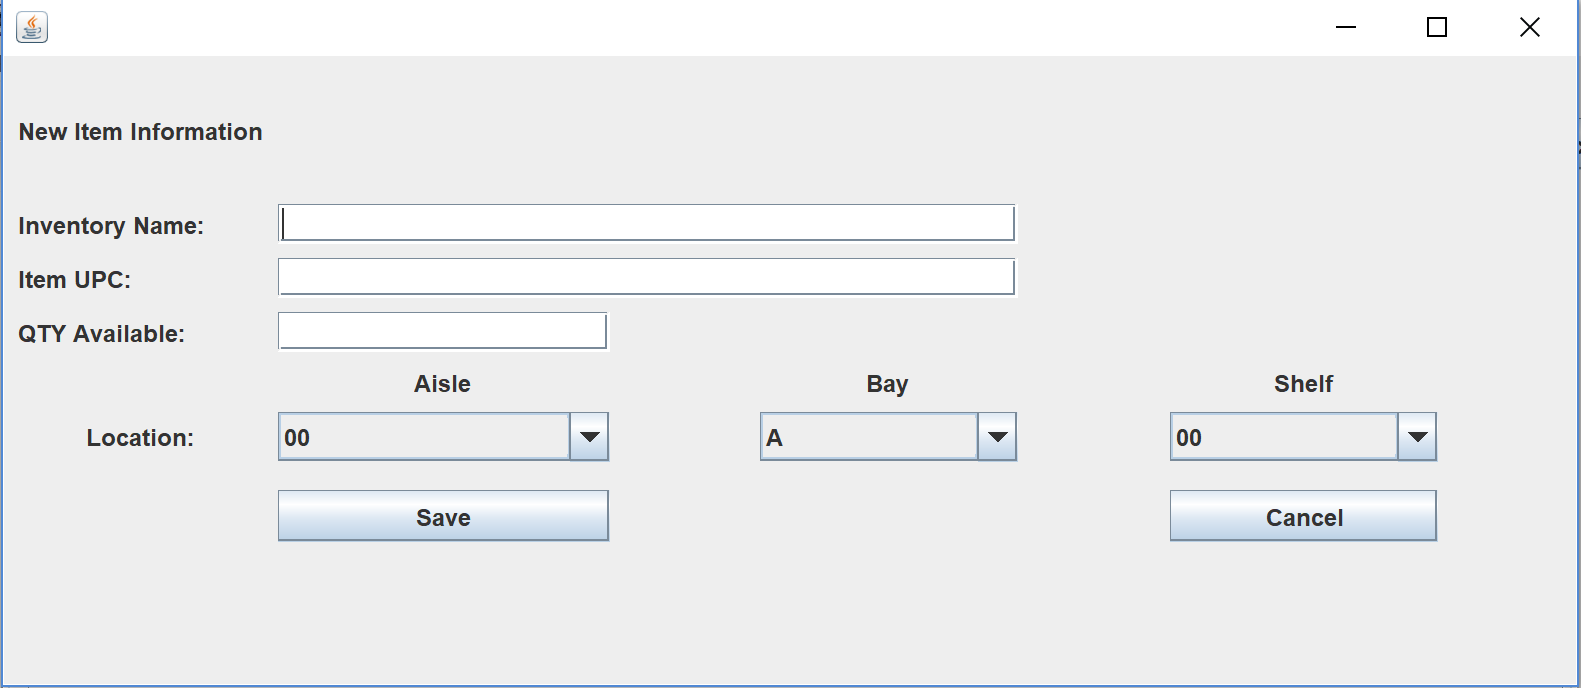 New Item Information
Inventory Name:
Item UPC:
QTY Available:
Aisle Bay Shelf
Location: 00 A 00
Save Cancel